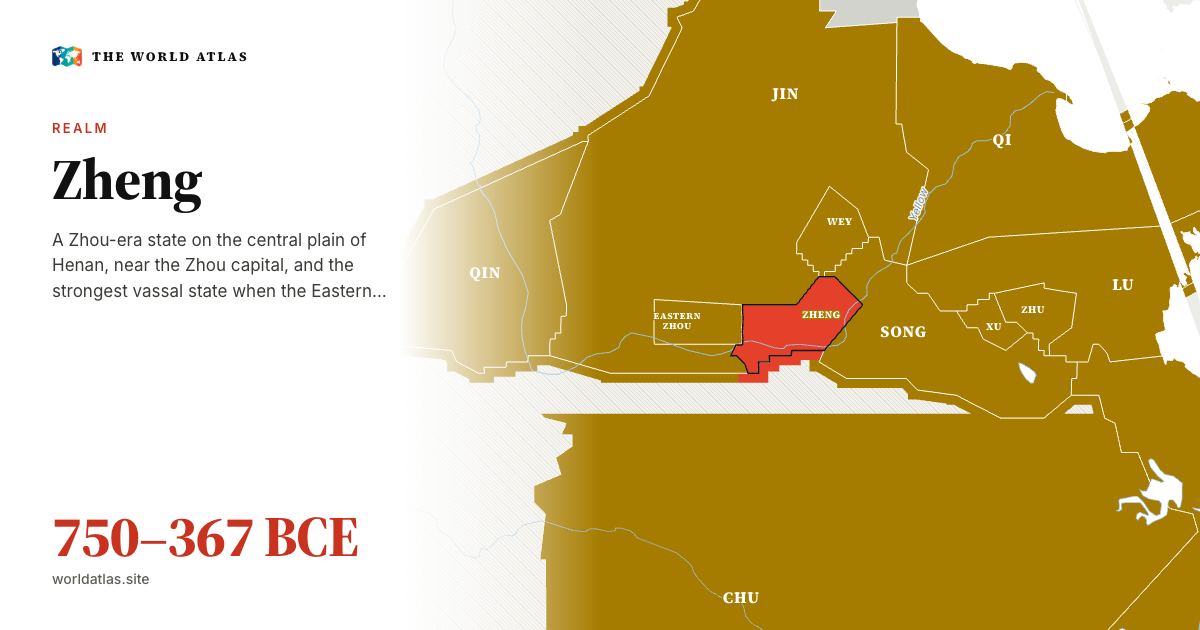 THE WORLD ATLAS
REALM
Zheng
A Zhou-era state on the central plain of
Henan, near the Zhou capital, and the
strongest vassal state when the Eastern...
750–367 BCE
worldatlas.site
JIN
QI
Yellow
WEY
QIN
LU
EASTERN
ZHOU
ZHENG
SONG
XU
ZHU
CHU